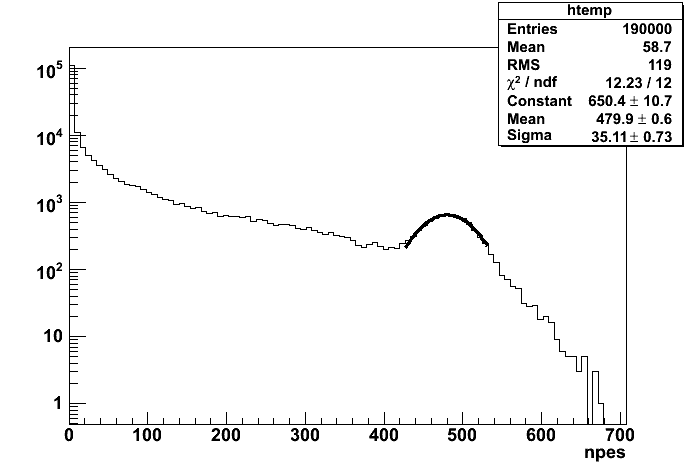 htemp
Entries 190000
Mean 58.7
RMS 119
χ² / ndf 12.23 / 12
Constant 650.4 ± 10.7
Mean 479.9 ± 0.6
Sigma 35.11 ± 0.73
10⁵
10⁴
10³
10²
10
1
0 100 200 300 400 500 600 700
npes